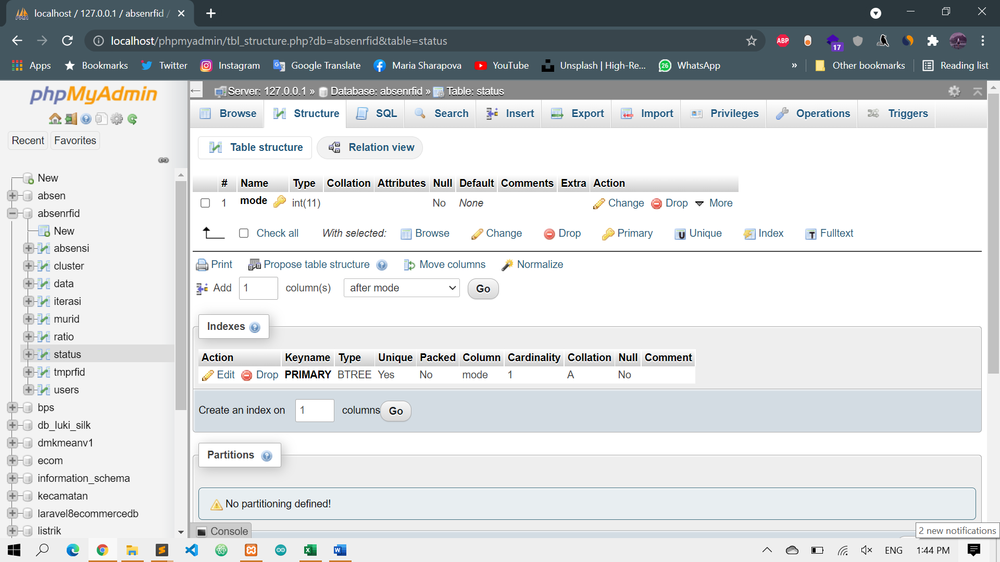 localhost / 127.0.0.1 / absenrfid /
localhost/phpmyadmin/tbl_structure.php?db=absenrfid&table=status
ABP
17
Apps
Bookmarks
Twitter
Instagram
Google Translate
Maria Sharapova
YouTube
Unsplash | High-Re...
26
WhatsApp
»
Other bookmarks
Reading list
phpMyAdmin
Recent
Favorites
New
absen
absenrfid
New
absensi
cluster
data
iterasi
murid
ratio
status
tmprfid
users
bps
db_luki_silk
dmkmeanv1
ecom
information_schema
kecamatan
laravel8ecommercedb
listrik
Server: 127.0.0.1 » Database: absenrfid » Table: status
Browse Structure SQL Search Insert Export Import Privileges Operations Triggers
Table structure Relation view
# Name Type Collation Attributes Null Default Comments Extra Action
1 mode int(11) No None Change Drop More
Check all With selected: Browse Change Drop Primary Unique Index Fulltext
Print Propose table structure Move columns Normalize
Add 1 column(s) after mode Go
Indexes
Action Keyname Type Unique Packed Column Cardinality Collation Null Comment
Edit Drop PRIMARY BTREE Yes No mode 1 A No
Create an index on 1 columns Go
Partitions
No partitioning defined!
Console
2 new notifications
ENG
1:44 PM